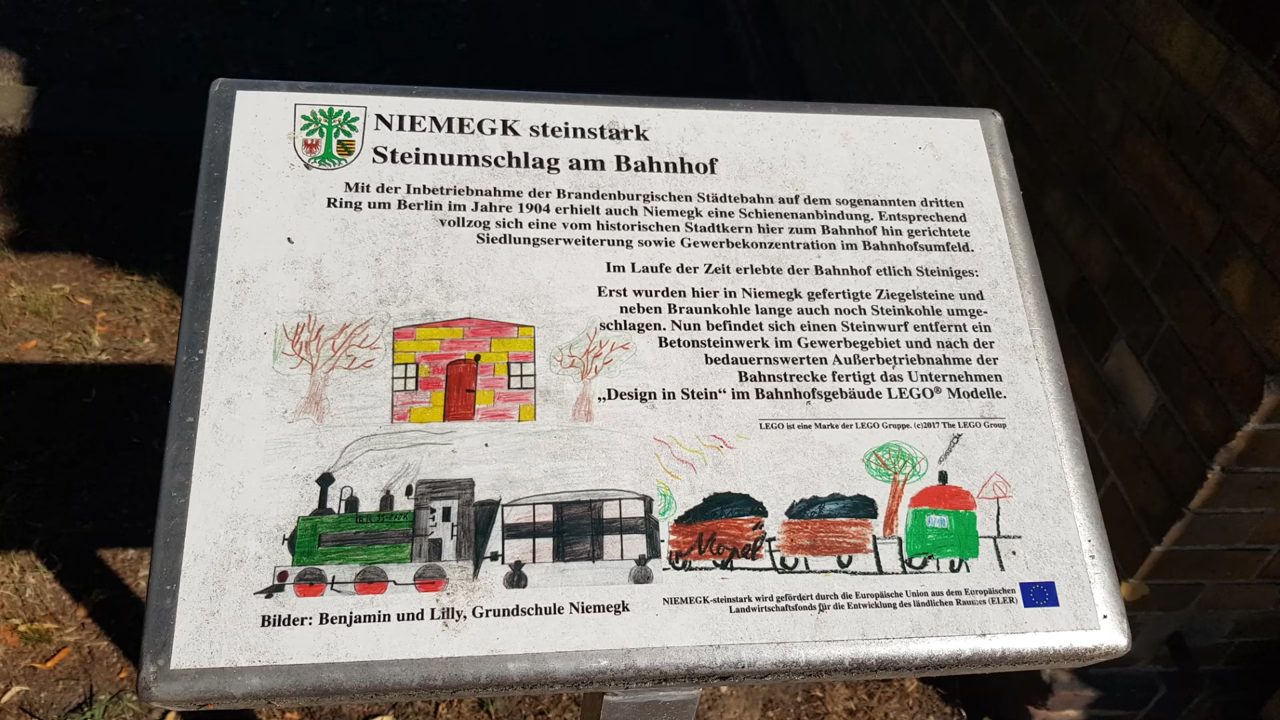 NIEMEGK steinstark
Steinumschlag am Bahnhof
Mit der Inbetriebnahme der Brandenburgischen Städtebahn auf dem sogenannten dritten
Ring um Berlin im Jahre 1904 erhielt auch Niemegk eine Schienenanbindung. Entsprechend
vollzog sich eine vom historischen Stadtkern hier zum Bahnhof hin gerichtete
Siedlungserweiterung sowie Gewerbekonzentration im Bahnhofsumfeld.
Im Laufe der Zeit erlebte der Bahnhof etlich Steiniges:
Erst wurden hier in Niemegk gefertigte Ziegelsteine und
neben Braunkohle lange auch noch Steinkohle umge-
schlagen. Nun befindet sich einen Steinwurf entfernt ein
Betonsteinwerk im Gewerbegebiet und nach der
bedauernswerten Außerbetriebnahme der
Bahnstrecke fertigt das Unternehmen
„Design in Stein“ im Bahnhofsgebäude LEGO® Modelle.
LEGO ist eine Marke der LEGO Gruppe. (c)2017 The LEGO Group
Bilder: Benjamin und Lilly, Grundschule Niemegk
NIEMEGK-steinstark wird gefördert durch die Europäische Union aus dem Europäischen
Landwirtschaftsfonds für die Entwicklung des ländlichen Raumes (ELER)